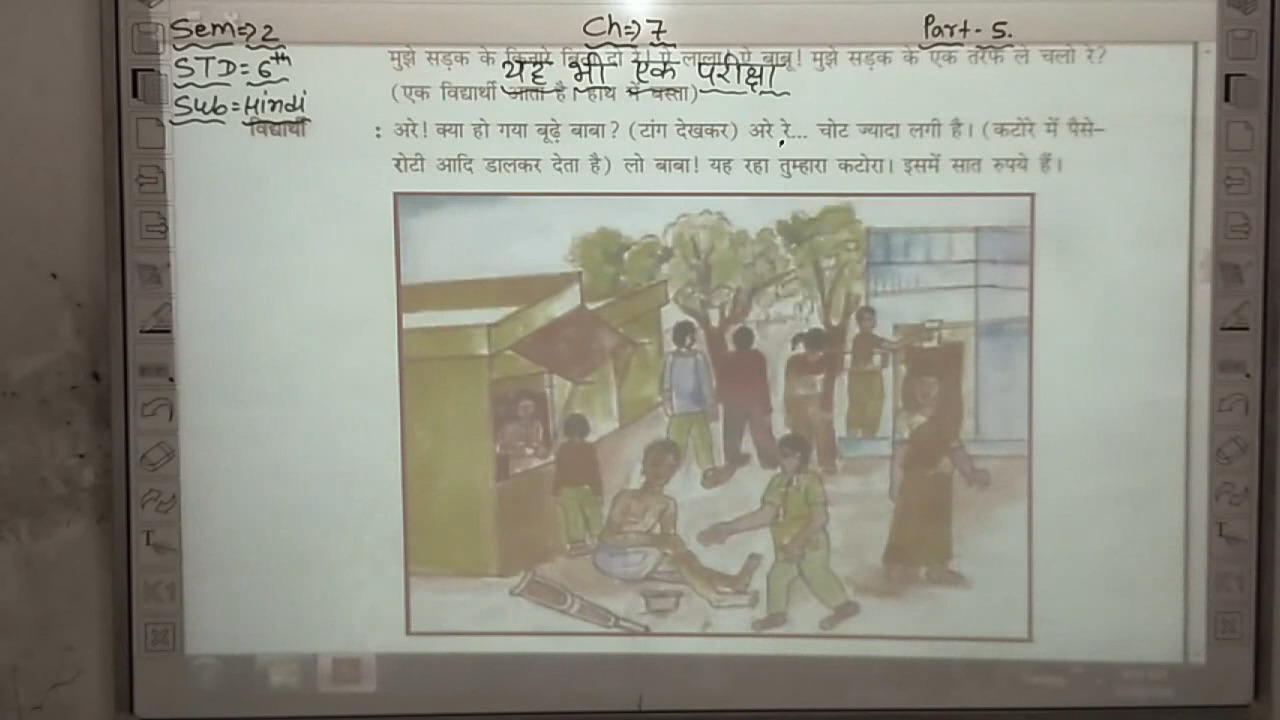 Sem⇒2 Ch⇒7 Part-5.
मुझे सड़क के किनारे दो रे! ऐ लाला! ऐ बाबू! मुझे सड़क के एक तरफ ले चलो रे?
STD=6th यह भी एक परीक्षा
(एक विद्यार्थी आता है। हाथ में बस्ता)
Sub=Hindi
विद्यार्थी : अरे! क्या हो गया बूढ़े बाबा? (टांग देखकर) अरे रे... चोट ज्यादा लगी है। (कटोरे में पैसे-
रोटी आदि डालकर देता है) लो बाबा! यह रहा तुम्हारा कटोरा। इसमें सात रुपये हैं।